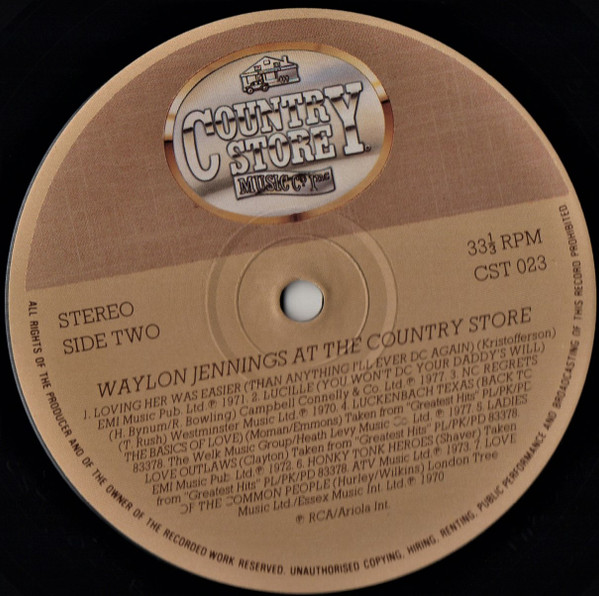 COUNTRY
STORE
MUSIC Cº INC
STEREO
SIDE TWO
33⅓ RPM
CST 023
WAYLON JENNINGS AT THE COUNTRY STORE
1. LOVING HER WAS EASIER (THAN ANYTHING I'LL EVER DC AGAIN) (Kristofferson)
EMI Music Pub. Ltd.℗ 1971. 2. LUCILLE (YOU WON'T DC YOUR DADDY'S WILL)
(H. Bynum/R. Bowling) Campbell Connelly & Co. Ltd ℗ 1977. 3. NC REGRETS
(T. Rush) Westminster Music Ltd. ℗ 1970. 4. LUCKENBACH TEXAS (BACK TC
THE BASICS OF LOVE) (Moman/Emmons) Taken from "Greatest Hits" PL/PK/PD
83378. The Welk Music Group/Heath Levy Music Co. Ltd. ℗ 1977. 5. LADIES
LOVE OUTLAWS (Clayton) Taken from "Greatest Hits" PL/PK/PD 83378.
EMI Music Pub. Ltd.℗ 1972. 6. HONKY TONK HEROES (Shaver) Taken
from "Greatest Hits" PL/PK/PD 83378. ATV Music Ltd.℗ 1973. 7. LOVE
OF THE COMMON PEOPLE (Hurley/Wilkins) London Tree
Music Ltd./Essex Music Int. Ltd ℗ 1970
℗ RCA/Ariola Int.
ALL RIGHTS OF THE PRODUCER AND OF THE OWNER OF THE RECORDED WORK RESERVED. UNAUTHORISED COPYING, HIRING, RENTING, PUBLIC PERFORMANCE AND BROADCASTING OF THIS RECORD PROHIBITED.